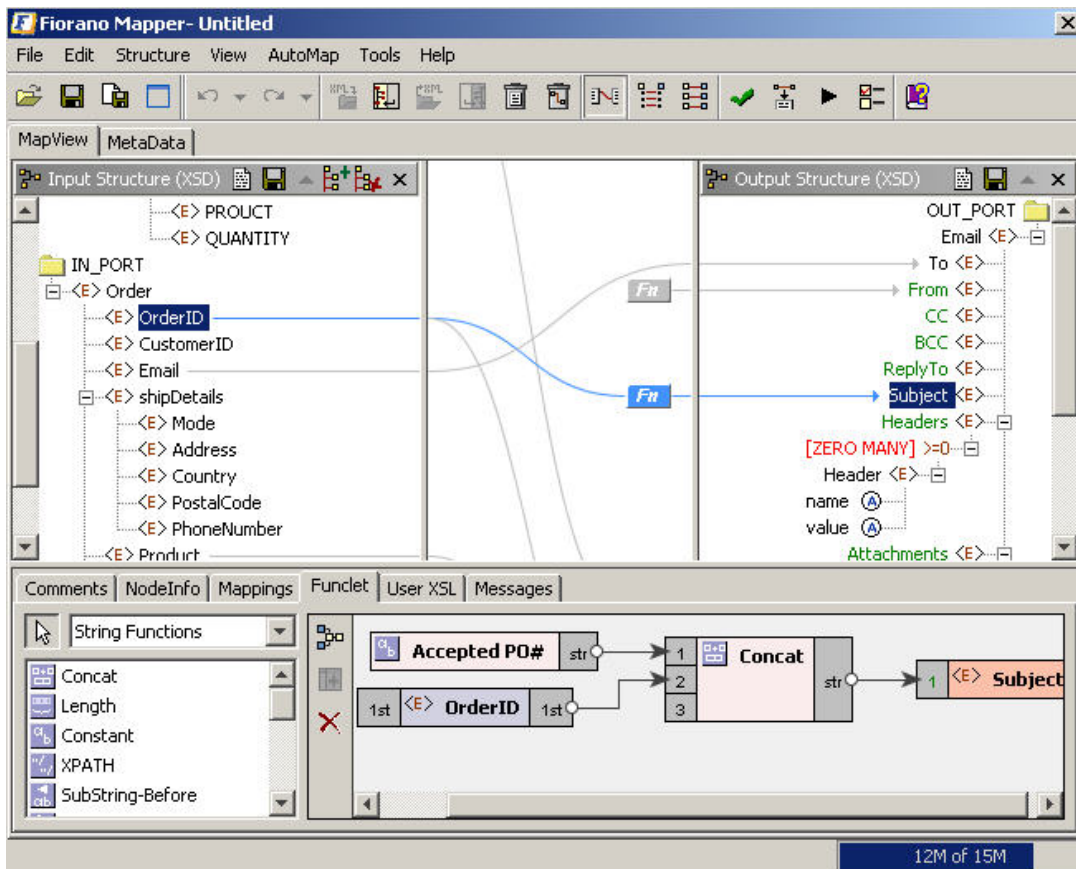 Fiorano Mapper- Untitled
File Edit Structure View AutoMap Tools Help
MapView MetaData
Input Structure (XSD)
Output Structure (XSD)
<E> PROUCT
<E> QUANTITY
IN_PORT
<E> Order
<E> OrderID
<E> CustomerID
<E> Email
<E> shipDetails
<E> Mode
<E> Address
<E> Country
<E> PostalCode
<E> PhoneNumber
<E> Product
Fn
Fn
OUT_PORT
Email <E>
To <E>
From <E>
CC <E>
BCC <E>
ReplyTo <E>
Subject <E>
Headers <E>
[ZERO MANY] >=0
Header <E>
name A
value A
Attachments <E>
Comments NodeInfo Mappings Funclet User XSL Messages
String Functions
Concat
Length
Constant
XPATH
SubString-Before
ab Accepted PO# str
1st <E> OrderID 1st
1
2
3
Concat
str
1 <E> Subject
12M of 15M